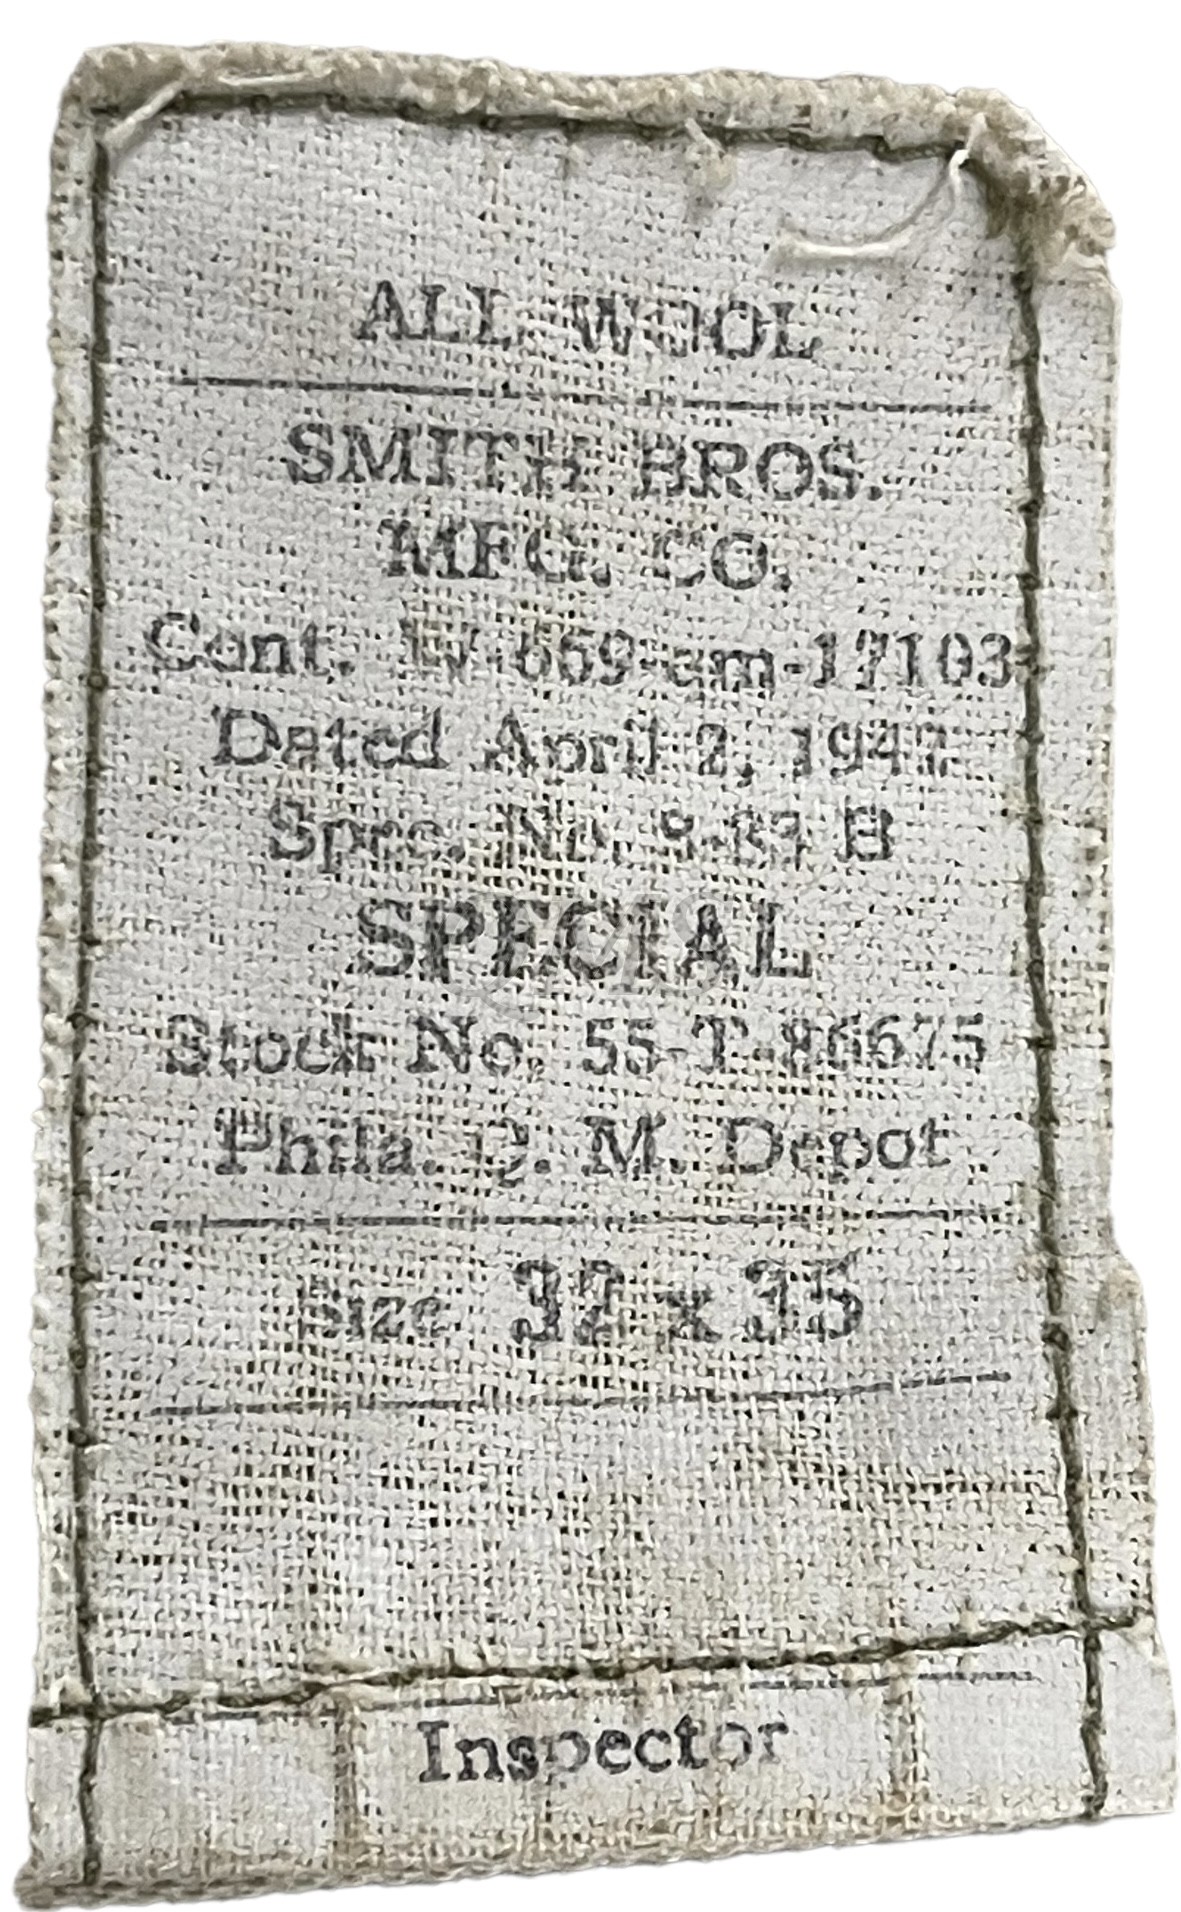 ALL WOOL
SMITH BROS.
MFG. CO.
Cont. W 669-qm-17103
Dated April 2, 1942
Spec. No. 8-83 B
SPECIAL
Stock No. 55-T-86675
Phila. Q. M. Depot
Size 32 x 35
Inspector